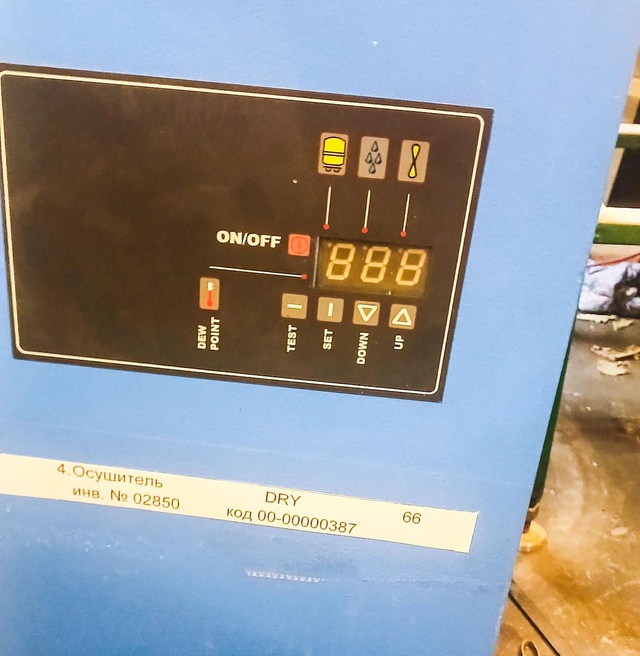 ON/OFF
888
DEW
POINT
TEST
SET
DOWN
UP
4.Осушитель
инв. № 02850
DRY
код 00-00000387
66